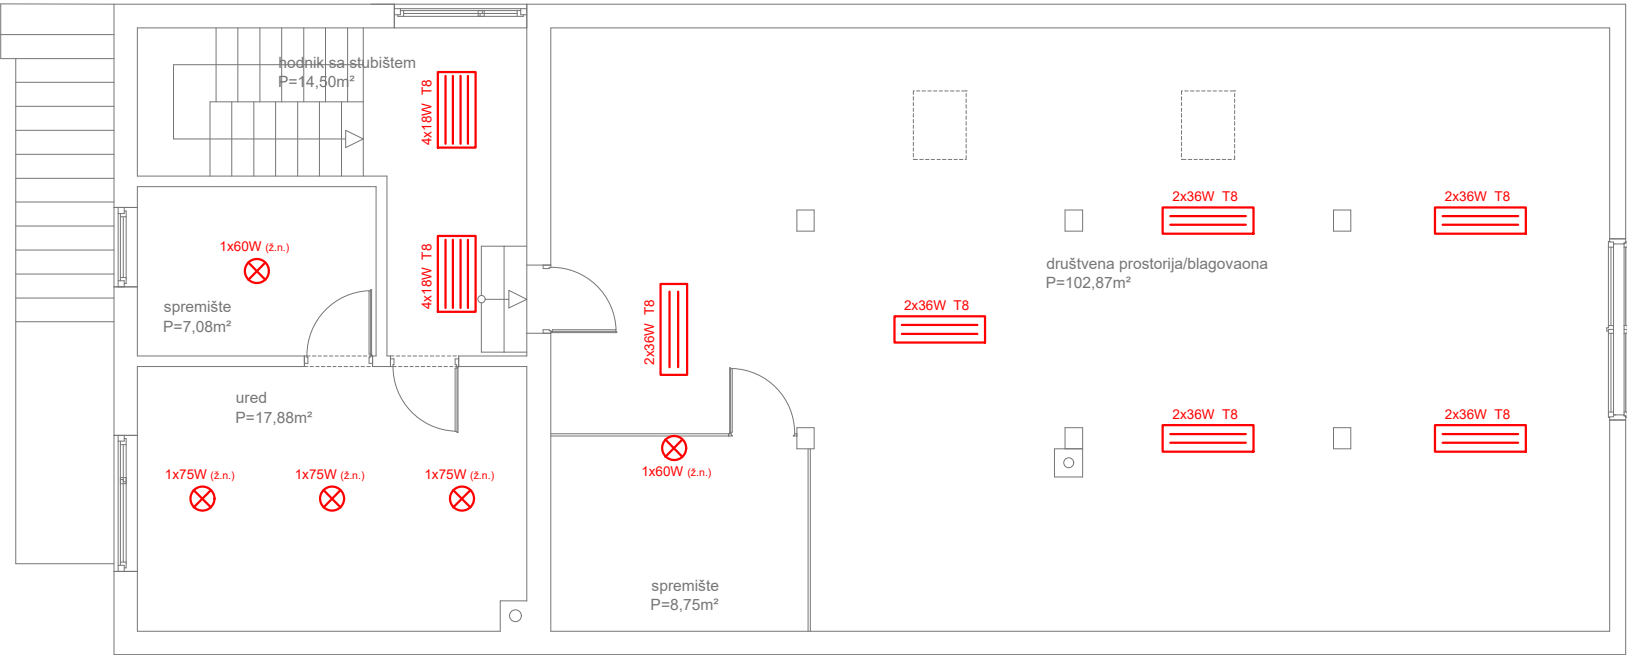 hodnik sa stubištem
P=14,50m²
4x18W T8
4x18W T8
1x60W (ž.n.)
spremište
P=7,08m²
ured
P=17,88m²
1x75W (ž.n.)
1x75W (ž.n.)
1x75W (ž.n.)
2x36W T8
2x36W T8
društvena prostorija/blagovaona
P=102,87m²
2x36W T8
2x36W T8
2x36W T8
2x36W T8
1x60W (ž.n.)
spremište
P=8,75m²